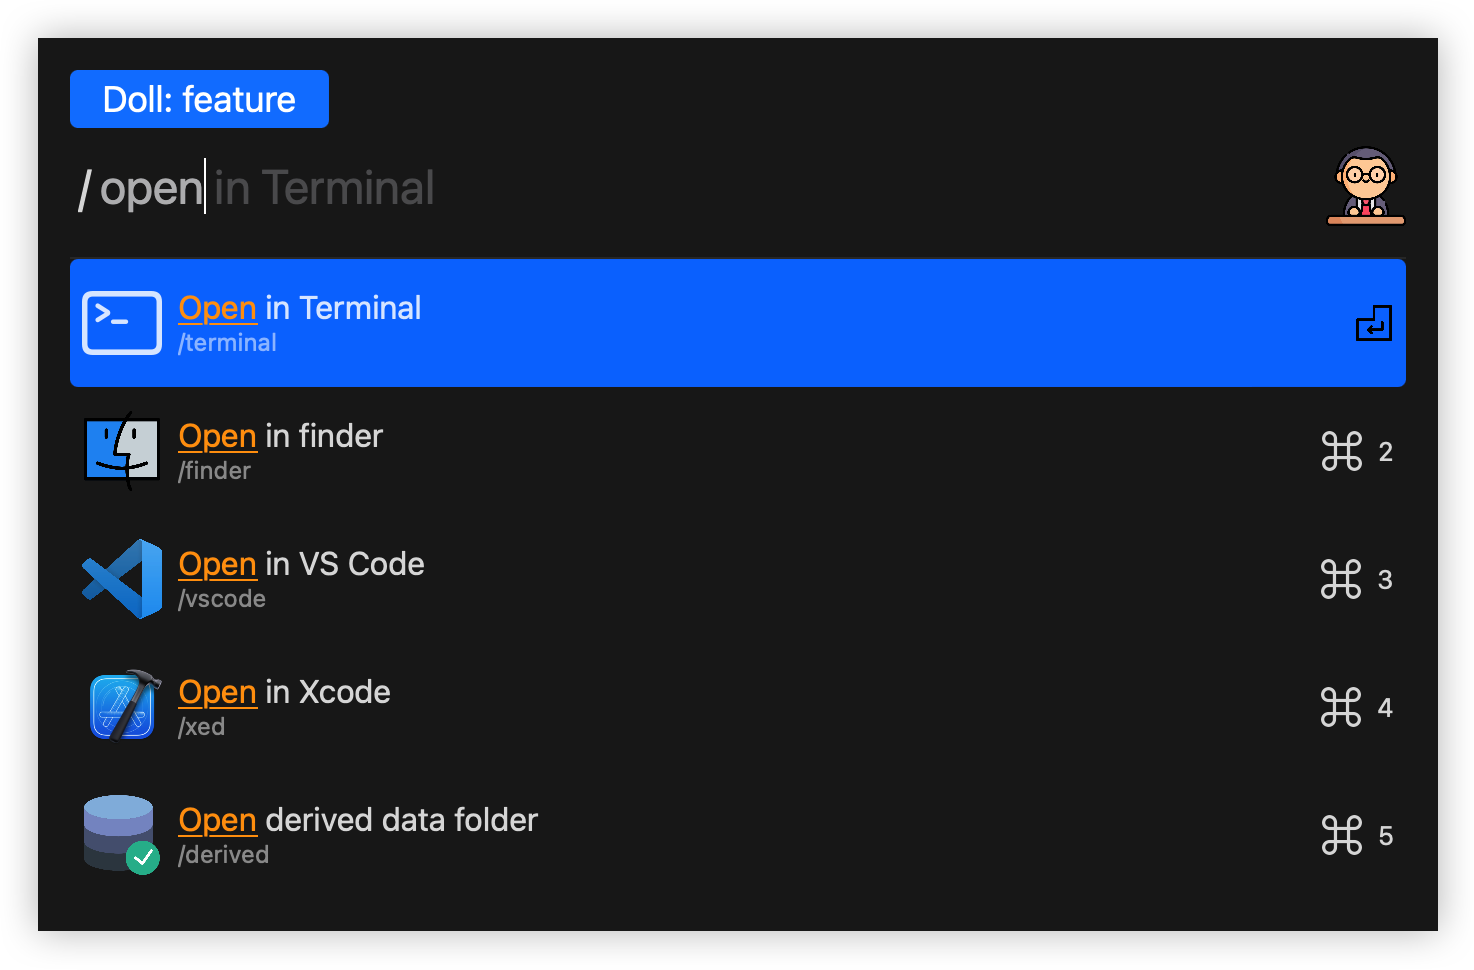 Doll: feature
/ open in Terminal
Open in Terminal
/terminal
Open in finder
/finder
⌘ 2
Open in VS Code
/vscode
⌘ 3
Open in Xcode
/xed
⌘ 4
Open derived data folder
/derived
⌘ 5